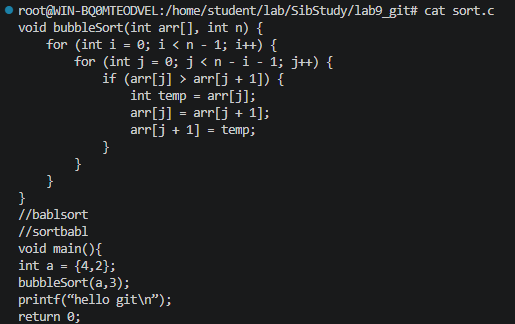 root@WIN-BQ0MTEODVEL:/home/student/lab/SibStudy/lab9_git# cat sort.c
void bubbleSort(int arr[], int n) {
    for (int i = 0; i < n - 1; i++) {
        for (int j = 0; j < n - i - 1; j++) {
            if (arr[j] > arr[j + 1]) {
                int temp = arr[j];
                arr[j] = arr[j + 1];
                arr[j + 1] = temp;
            }
        }
    }
}
//bablsort
//sortbabl
void main(){
int a = {4,2};
bubbleSort(a,3);
printf(“hello git\n”);
return 0;